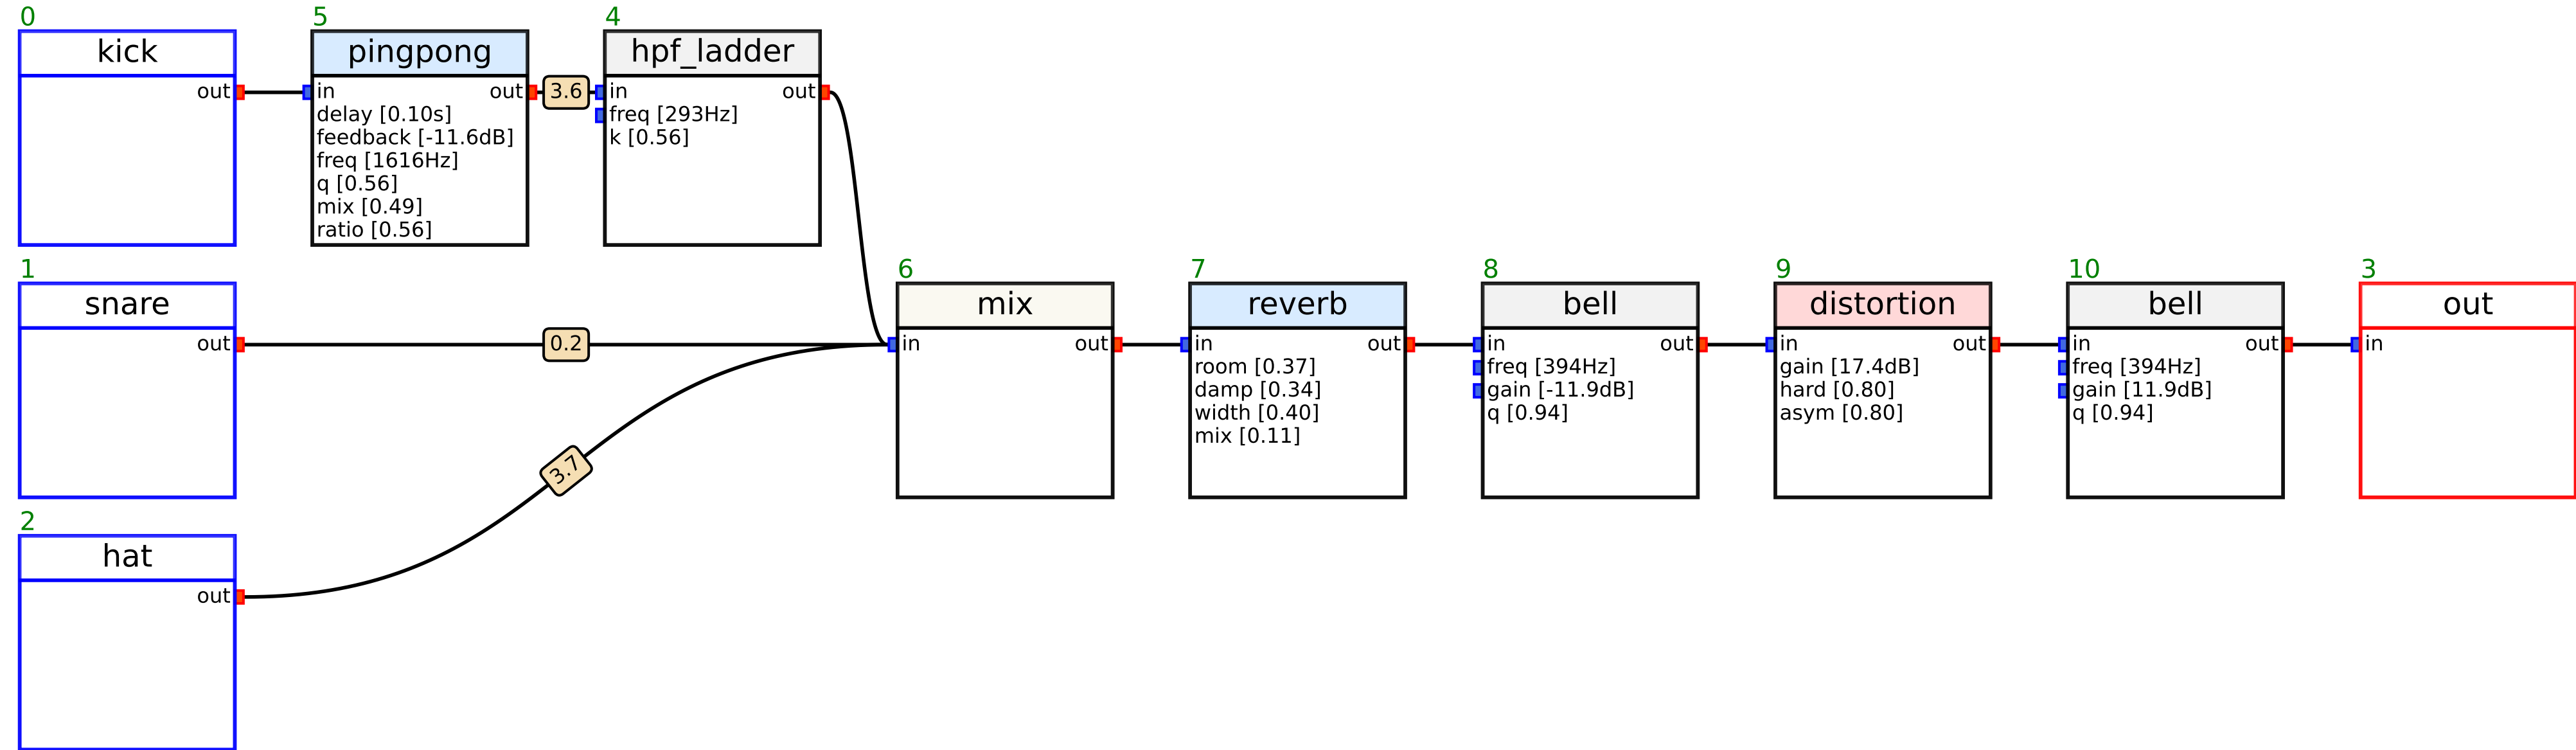 0
kick
out
5
pingpong
in out
delay [0.10s]
feedback [-11.6dB]
freq [1616Hz]
q [0.56]
mix [0.49]
ratio [0.56]
3.6
4
hpf_ladder
in out
freq [293Hz]
k [0.56]
1
snare
out
0.2
6
mix
in out
7
reverb
in out
room [0.37]
damp [0.34]
width [0.40]
mix [0.11]
8
bell
in out
freq [394Hz]
gain [-11.9dB]
q [0.94]
9
distortion
in out
gain [17.4dB]
hard [0.80]
asym [0.80]
10
bell
in out
freq [394Hz]
gain [11.9dB]
q [0.94]
3
out
in
3.7
2
hat
out